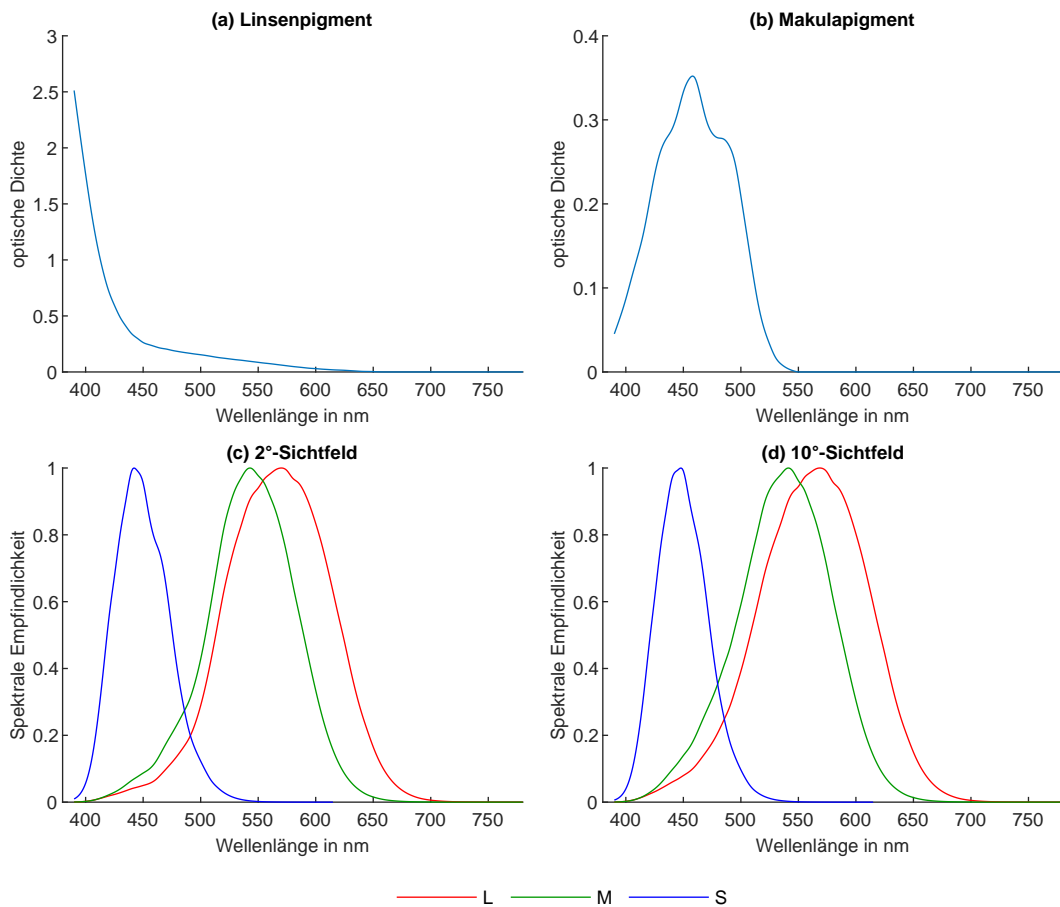 (a) Linsenpigment
3
2.5
2
1.5
1
0.5
0
optische Dichte
400 450 500 550 600 650 700 750
Wellenlänge in nm
(b) Makulapigment
0.4
0.3
0.2
0.1
0
optische Dichte
400 450 500 550 600 650 700 750
Wellenlänge in nm
(c) 2°-Sichtfeld
1
0.8
0.6
0.4
0.2
0
Spektrale Empfindlichkeit
400 450 500 550 600 650 700 750
Wellenlänge in nm
(d) 10°-Sichtfeld
1
0.8
0.6
0.4
0.2
0
Spektrale Empfindlichkeit
400 450 500 550 600 650 700 750
Wellenlänge in nm
L M S